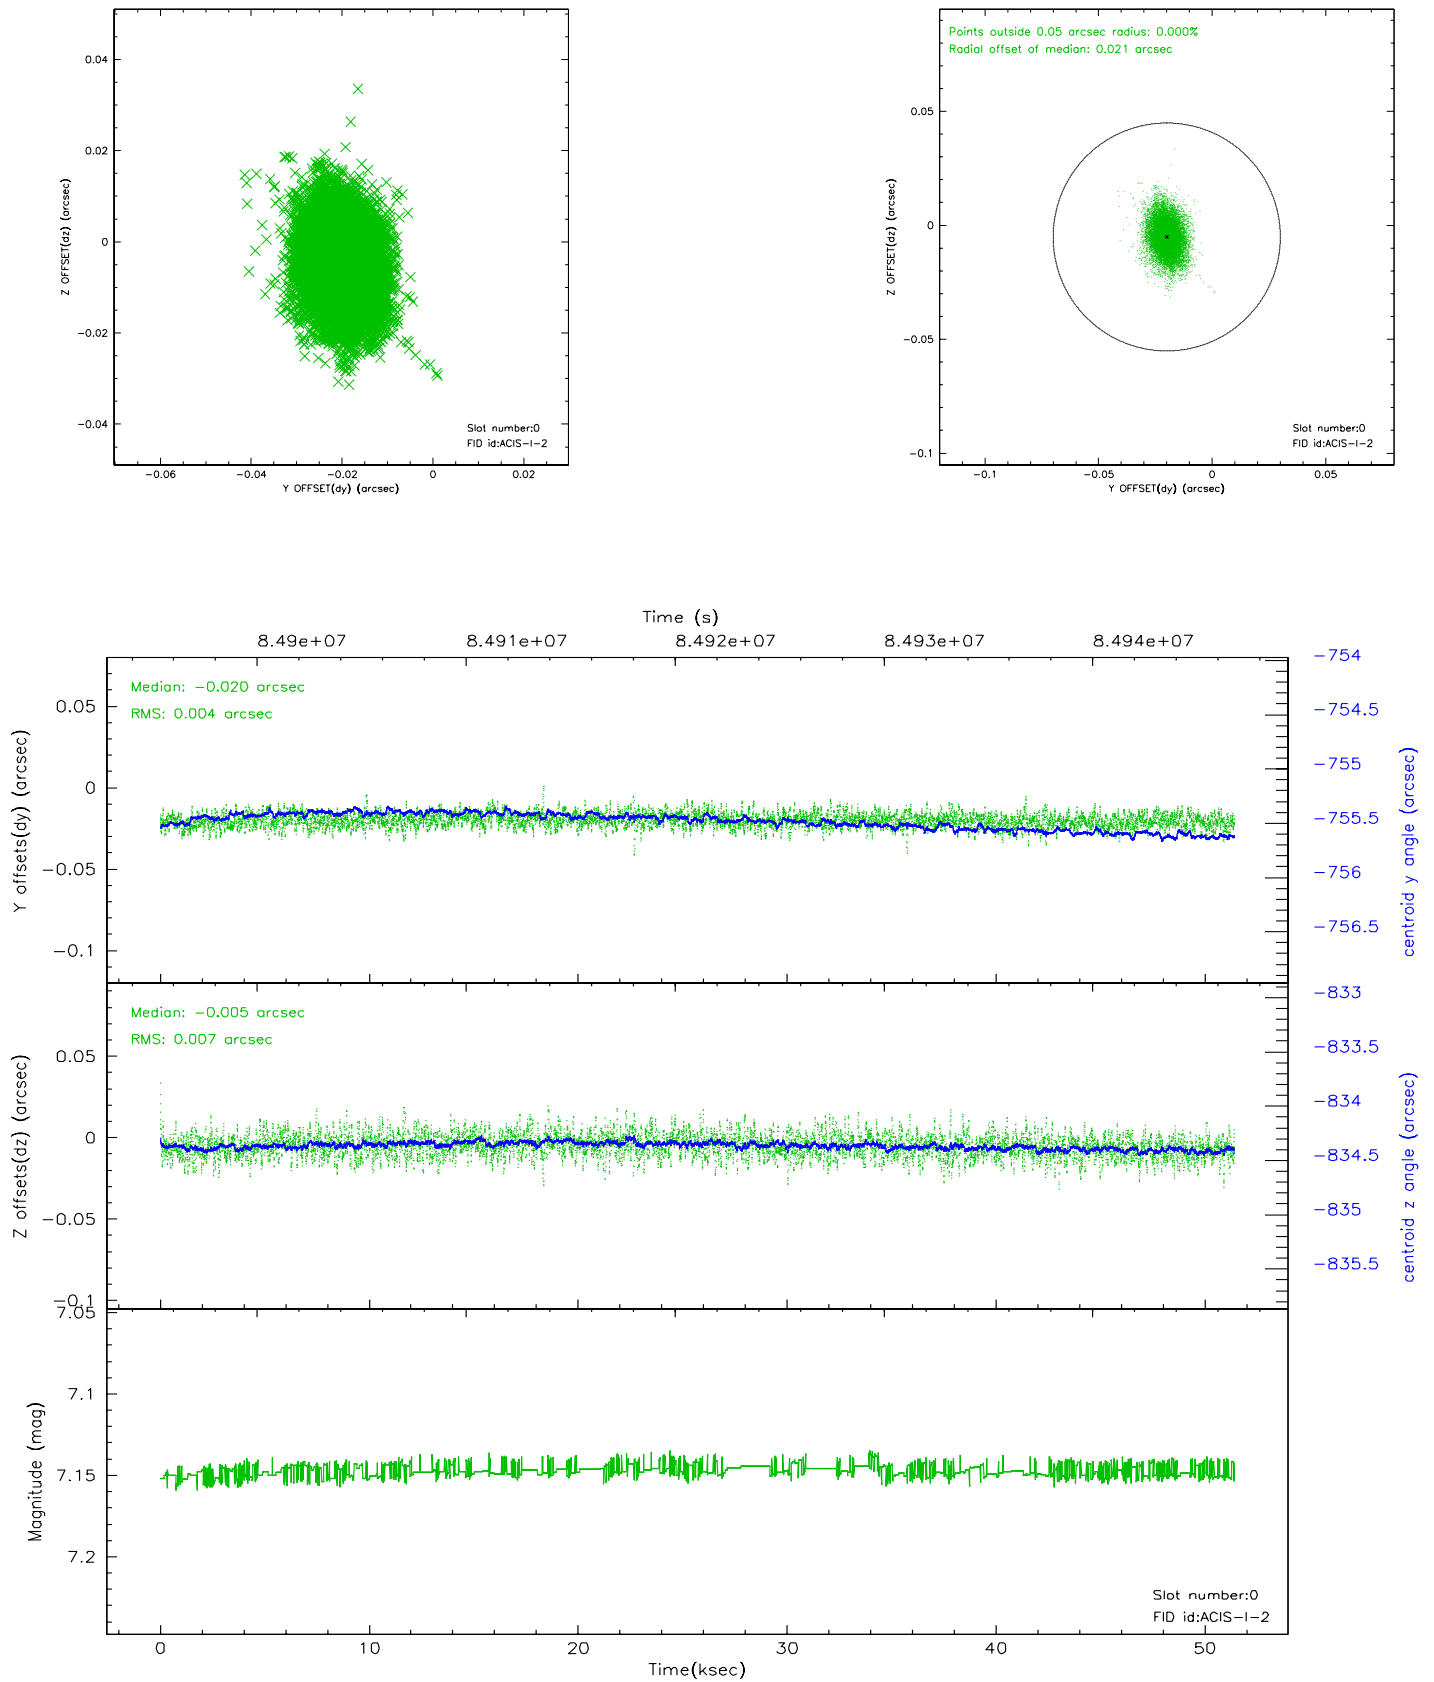 0.04
0.02
0
−0.02
−0.04
Z OFFSET(dz) (arcsec)
Slot number:0
FID id:ACIS−I−2
−0.06 −0.04 −0.02 0 0.02
Y OFFSET(dy) (arcsec)
Points outside 0.05 arcsec radius: 0.000%
Radial offset of median: 0.021 arcsec
0.05
0
−0.05
−0.1
Z OFFSET(dz) (arcsec)
Slot number:0
FID id:ACIS−I−2
−0.1 −0.05 0 0.05
Y OFFSET(dy) (arcsec)
Time (s)
8.49e+07 8.491e+07 8.492e+07 8.493e+07 8.494e+07
Median: −0.020 arcsec
RMS: 0.004 arcsec
0.05
0
−0.05
−0.1
Y offsets(dy) (arcsec)
−754
−754.5
−755
−755.5
−756
−756.5
centroid y angle (arcsec)
Median: −0.005 arcsec
RMS: 0.007 arcsec
0.05
0
−0.05
−0.1
Z offsets(dz) (arcsec)
−833
−833.5
−834
−834.5
−835
−835.5
centroid z angle (arcsec)
7.05
7.1
7.15
7.2
Magnitude (mag)
Slot number:0
FID id:ACIS−I−2
0 10 20 30 40 50
Time(ksec)